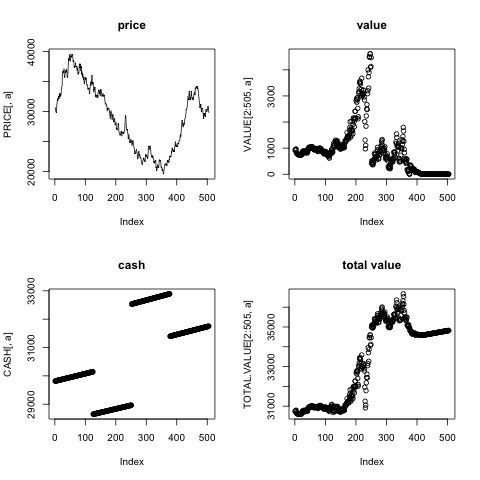 price
value
PRICE[, a]
20000
30000
40000
VALUE[2:505, a]
0
1000
3000
0 100 200 300 400 500
0 100 200 300 400 500
Index
Index
cash
total value
CASH[, a]
29000
31000
33000
TOTAL.VALUE[2:505, a]
31000
33000
35000
0 100 200 300 400 500
0 100 200 300 400 500
Index
Index